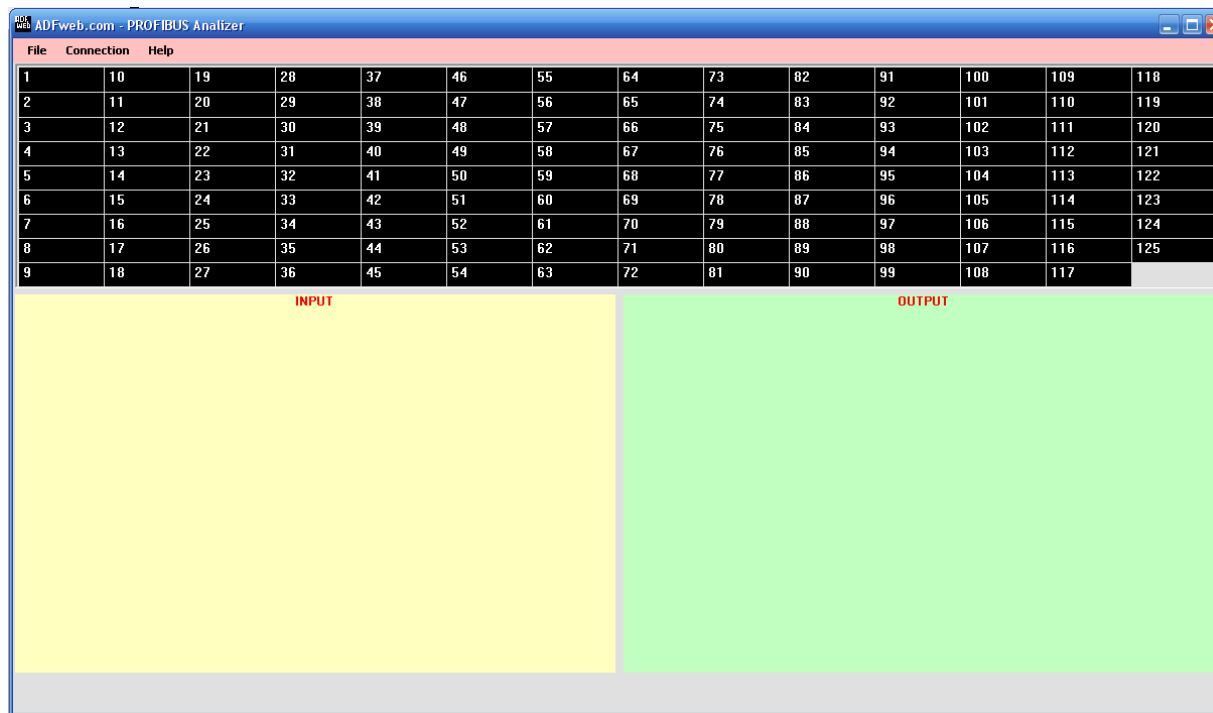 ADF WEB ADFweb.com - PROFIBUS Analizer
File Connection Help
1 10 19 28 37 46 55 64 73 82 91 100 109 118
2 11 20 29 38 47 56 65 74 83 92 101 110 119
3 12 21 30 39 48 57 66 75 84 93 102 111 120
4 13 22 31 40 49 58 67 76 85 94 103 112 121
5 14 23 32 41 50 59 68 77 86 95 104 113 122
6 15 24 33 42 51 60 69 78 87 96 105 114 123
7 16 25 34 43 52 61 70 79 88 97 106 115 124
8 17 26 35 44 53 62 71 80 89 98 107 116 125
9 18 27 36 45 54 63 72 81 90 99 108 117
INPUT OUTPUT